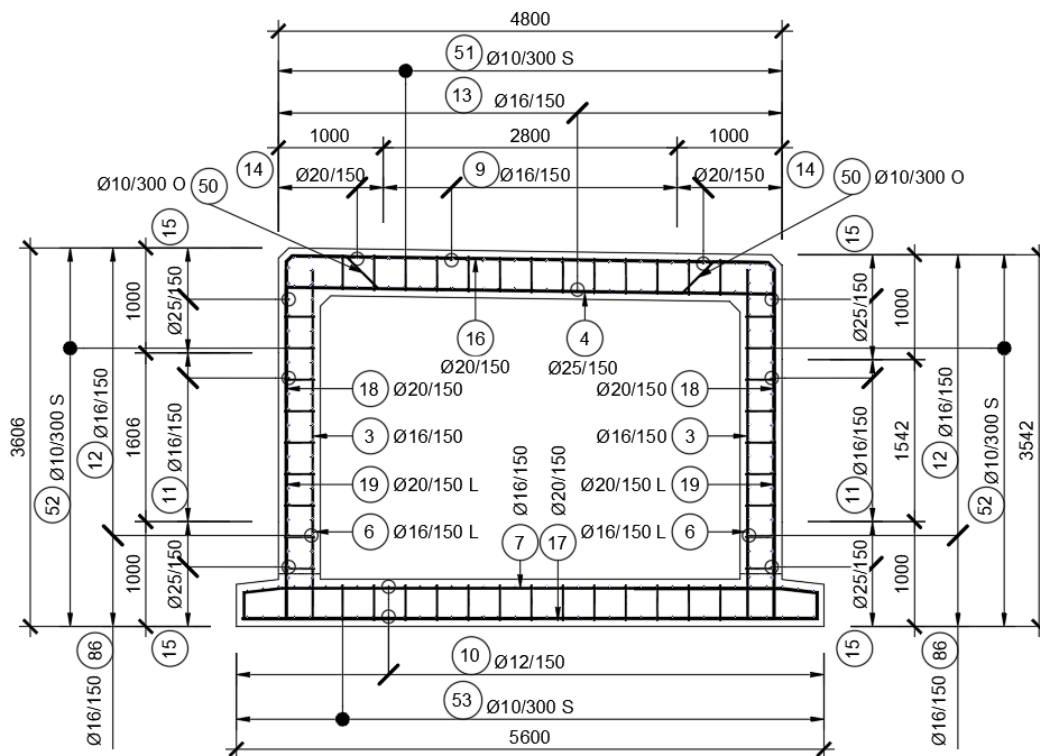 4800
51 Ø10/300 S
13 Ø16/150
1000 2800 1000
14 Ø20/150 9 Ø16/150 Ø20/150 14
Ø10/300 O 50
50 Ø10/300 O
15
15
1000
Ø25/150
Ø25/150
1000
16
Ø20/150
4
Ø25/150
18 Ø20/150
Ø20/150 18
3 Ø16/150
Ø16/150 3
19 Ø20/150 L
Ø20/150 L 19
6 Ø16/150 L
Ø16/150 L 6
Ø16/150
7
Ø20/150
17
3606
52 Ø10/300 S
12 Ø16/150
1606
11 Ø16/150
1000
Ø25/150
15
86
Ø16/150
11 Ø16/150
1542
12 Ø16/150
52 Ø10/300 S
3542
Ø25/150
1000
15
86
Ø16/150
10 Ø12/150
53 Ø10/300 S
5600